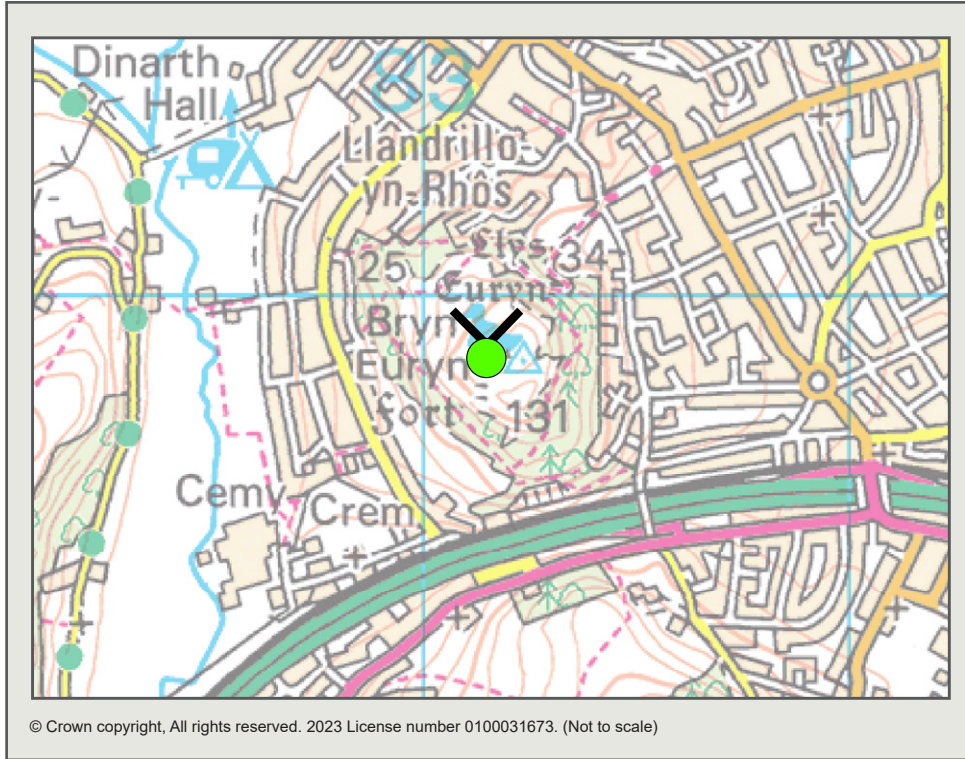 Dinarth
Hall
83
Llandrillo-
yn-Rhôs
Llys
34
25
Euryn
Bryn
Euryn
fort
131
Cemy
Crem
© Crown copyright, All rights reserved. 2023 License number 0100031673. (Not to scale)